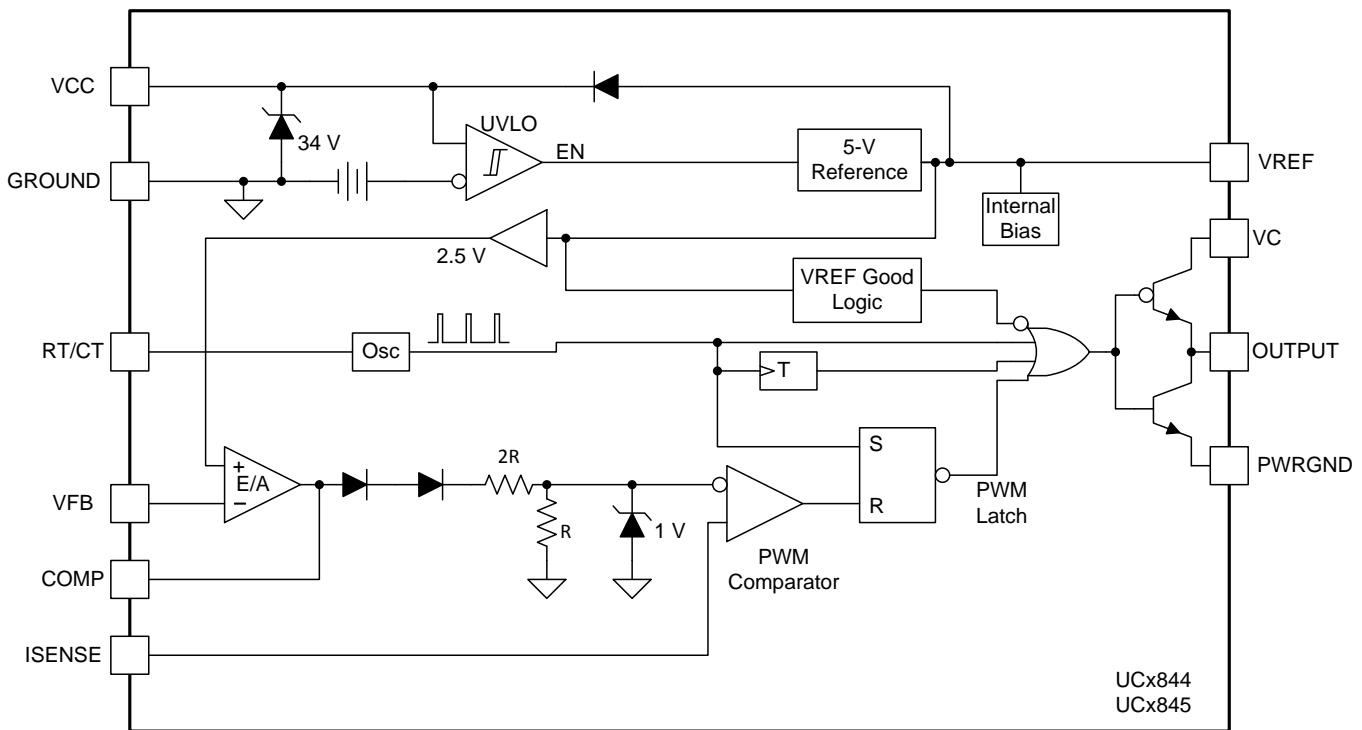 VCC
UVLO
34 V
EN
5-V
Reference
GROUND
VREF
Internal
Bias
VC
2.5 V
VREF Good
Logic
RT/CT
Osc
T
OUTPUT
2R
S
PWRGND
+
E/A
−
VFB
R
1 V
R
PWM
Latch
PWM
Comparator
COMP
ISENSE
UCx844
UCx845